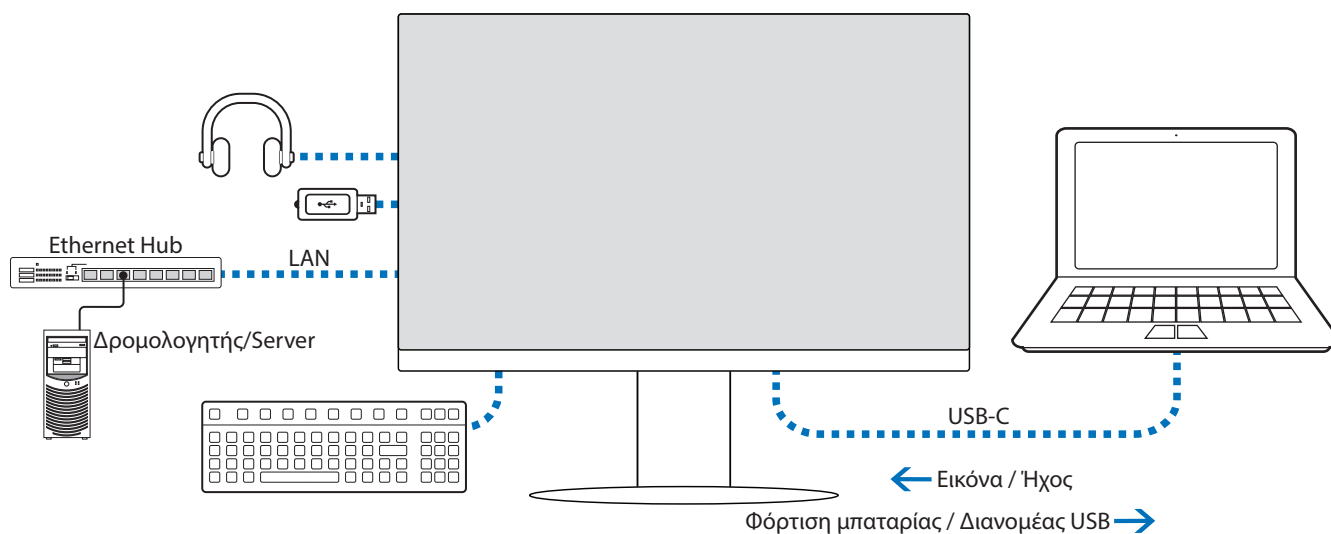 Ethernet Hub
LAN
Δρομολογητής/Server
USB-C
Εικόνα / Ήχος
Φόρτιση μπαταρίας / Διανομέας USB